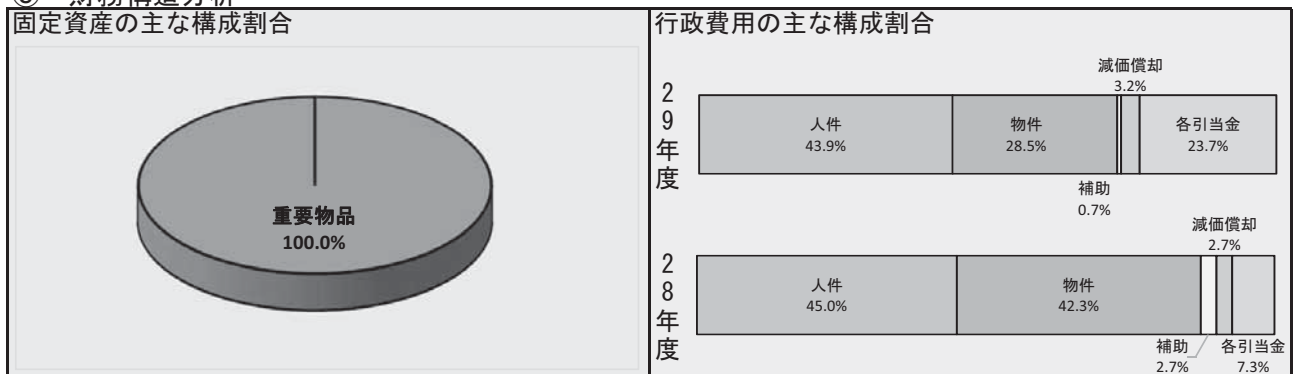 固定資産の主な構成割合
重要物品
100.0%
行政費用の主な構成割合
29年度
人件
43.9%
物件
28.5%
補助
0.7%
減価償却
3.2%
各引当金
23.7%
28年度
人件
45.0%
物件
42.3%
補助
2.7%
減価償却
2.7%
各引当金
7.3%